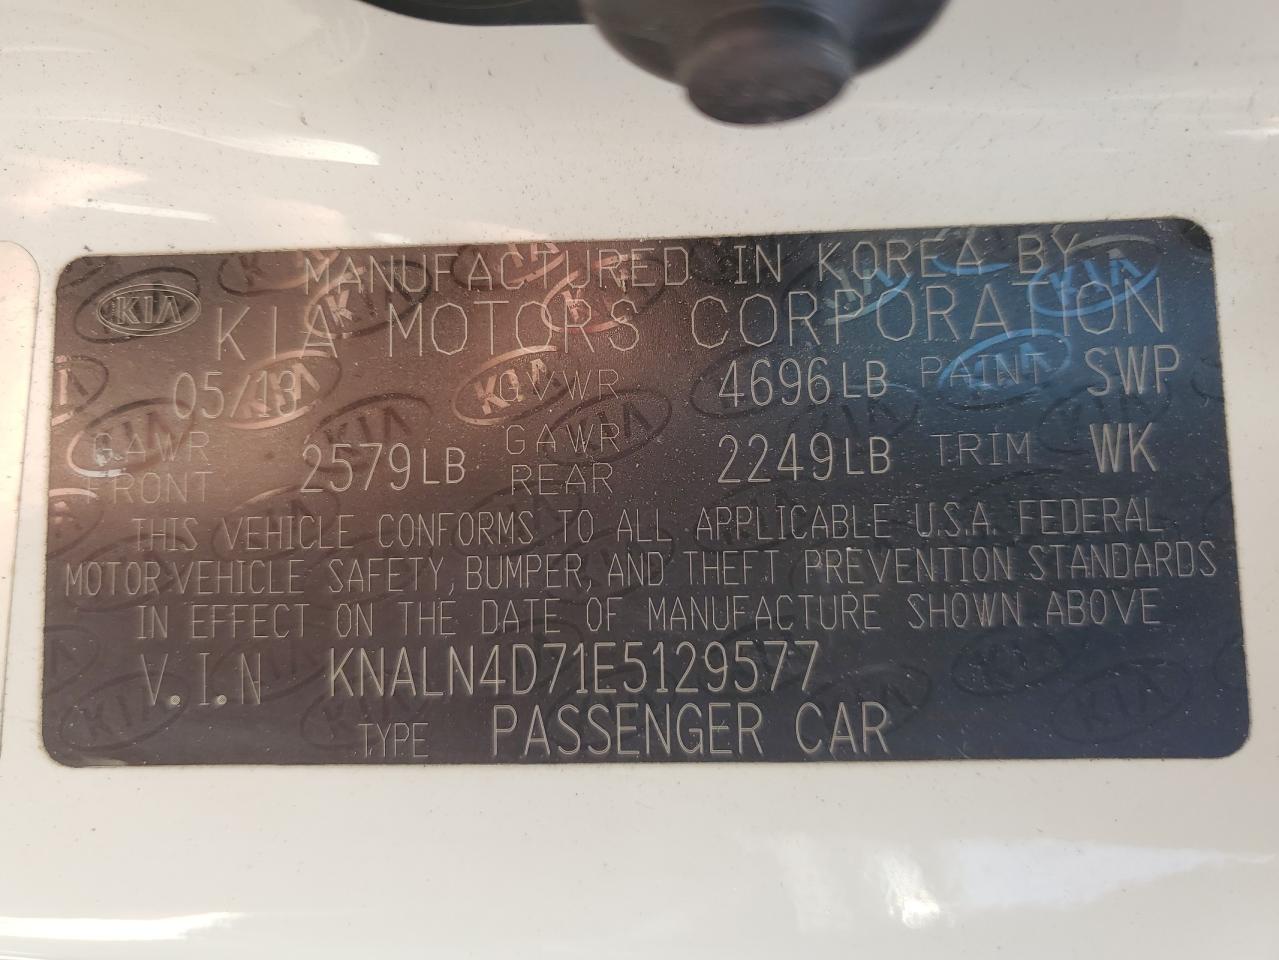 MANUFACTURED IN KOREA BY
KIA KIA MOTORS CORPORATION
05/13 GVWR 4696LB PAINT SWP
GAWR FRONT 2579LB GAWR REAR 2249LB TRIM WK
THIS VEHICLE CONFORMS TO ALL APPLICABLE U.S.A. FEDERAL
MOTOR VEHICLE SAFETY, BUMPER, AND THEFT PREVENTION STANDARDS
IN EFFECT ON THE DATE OF MANUFACTURE SHOWN ABOVE
V.I.N KNALN4D71E5129577
TYPE PASSENGER CAR